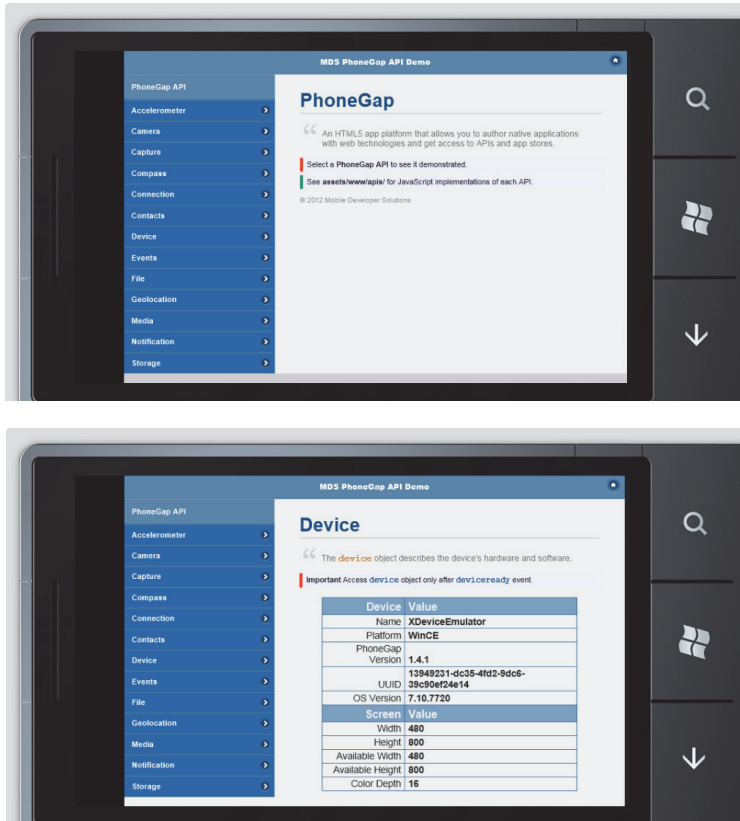 MDS PhoneGap API Demo
PhoneGap API
Accelerometer
Camera
Capture
Compass
Connection
Contacts
Device
Events
File
Geolocation
Media
Notification
Storage
PhoneGap
“ An HTML5 app platform that allows you to author native applications
with web technologies and get access to APIs and app stores.
Select a PhoneGap API to see it demonstrated.
See assets/www/apis/ for JavaScript implementations of each API.
© 2012 Mobile Developer Solutions
MDS PhoneGap API Demo
PhoneGap API
Accelerometer
Camera
Capture
Compass
Connection
Contacts
Device
Events
File
Geolocation
Media
Notification
Storage
Device
“ The device object describes the device's hardware and software.
Important Access device object only after deviceready event.
Device Value
Name XDeviceEmulator
Platform WinCE
PhoneGap
Version 1.4.1
13949231-dc35-4fd2-9dc6-
UUID 39c90ef24e14
OS Version 7.10.7720
Screen Value
Width 480
Height 800
Available Width 480
Available Height 800
Color Depth 16